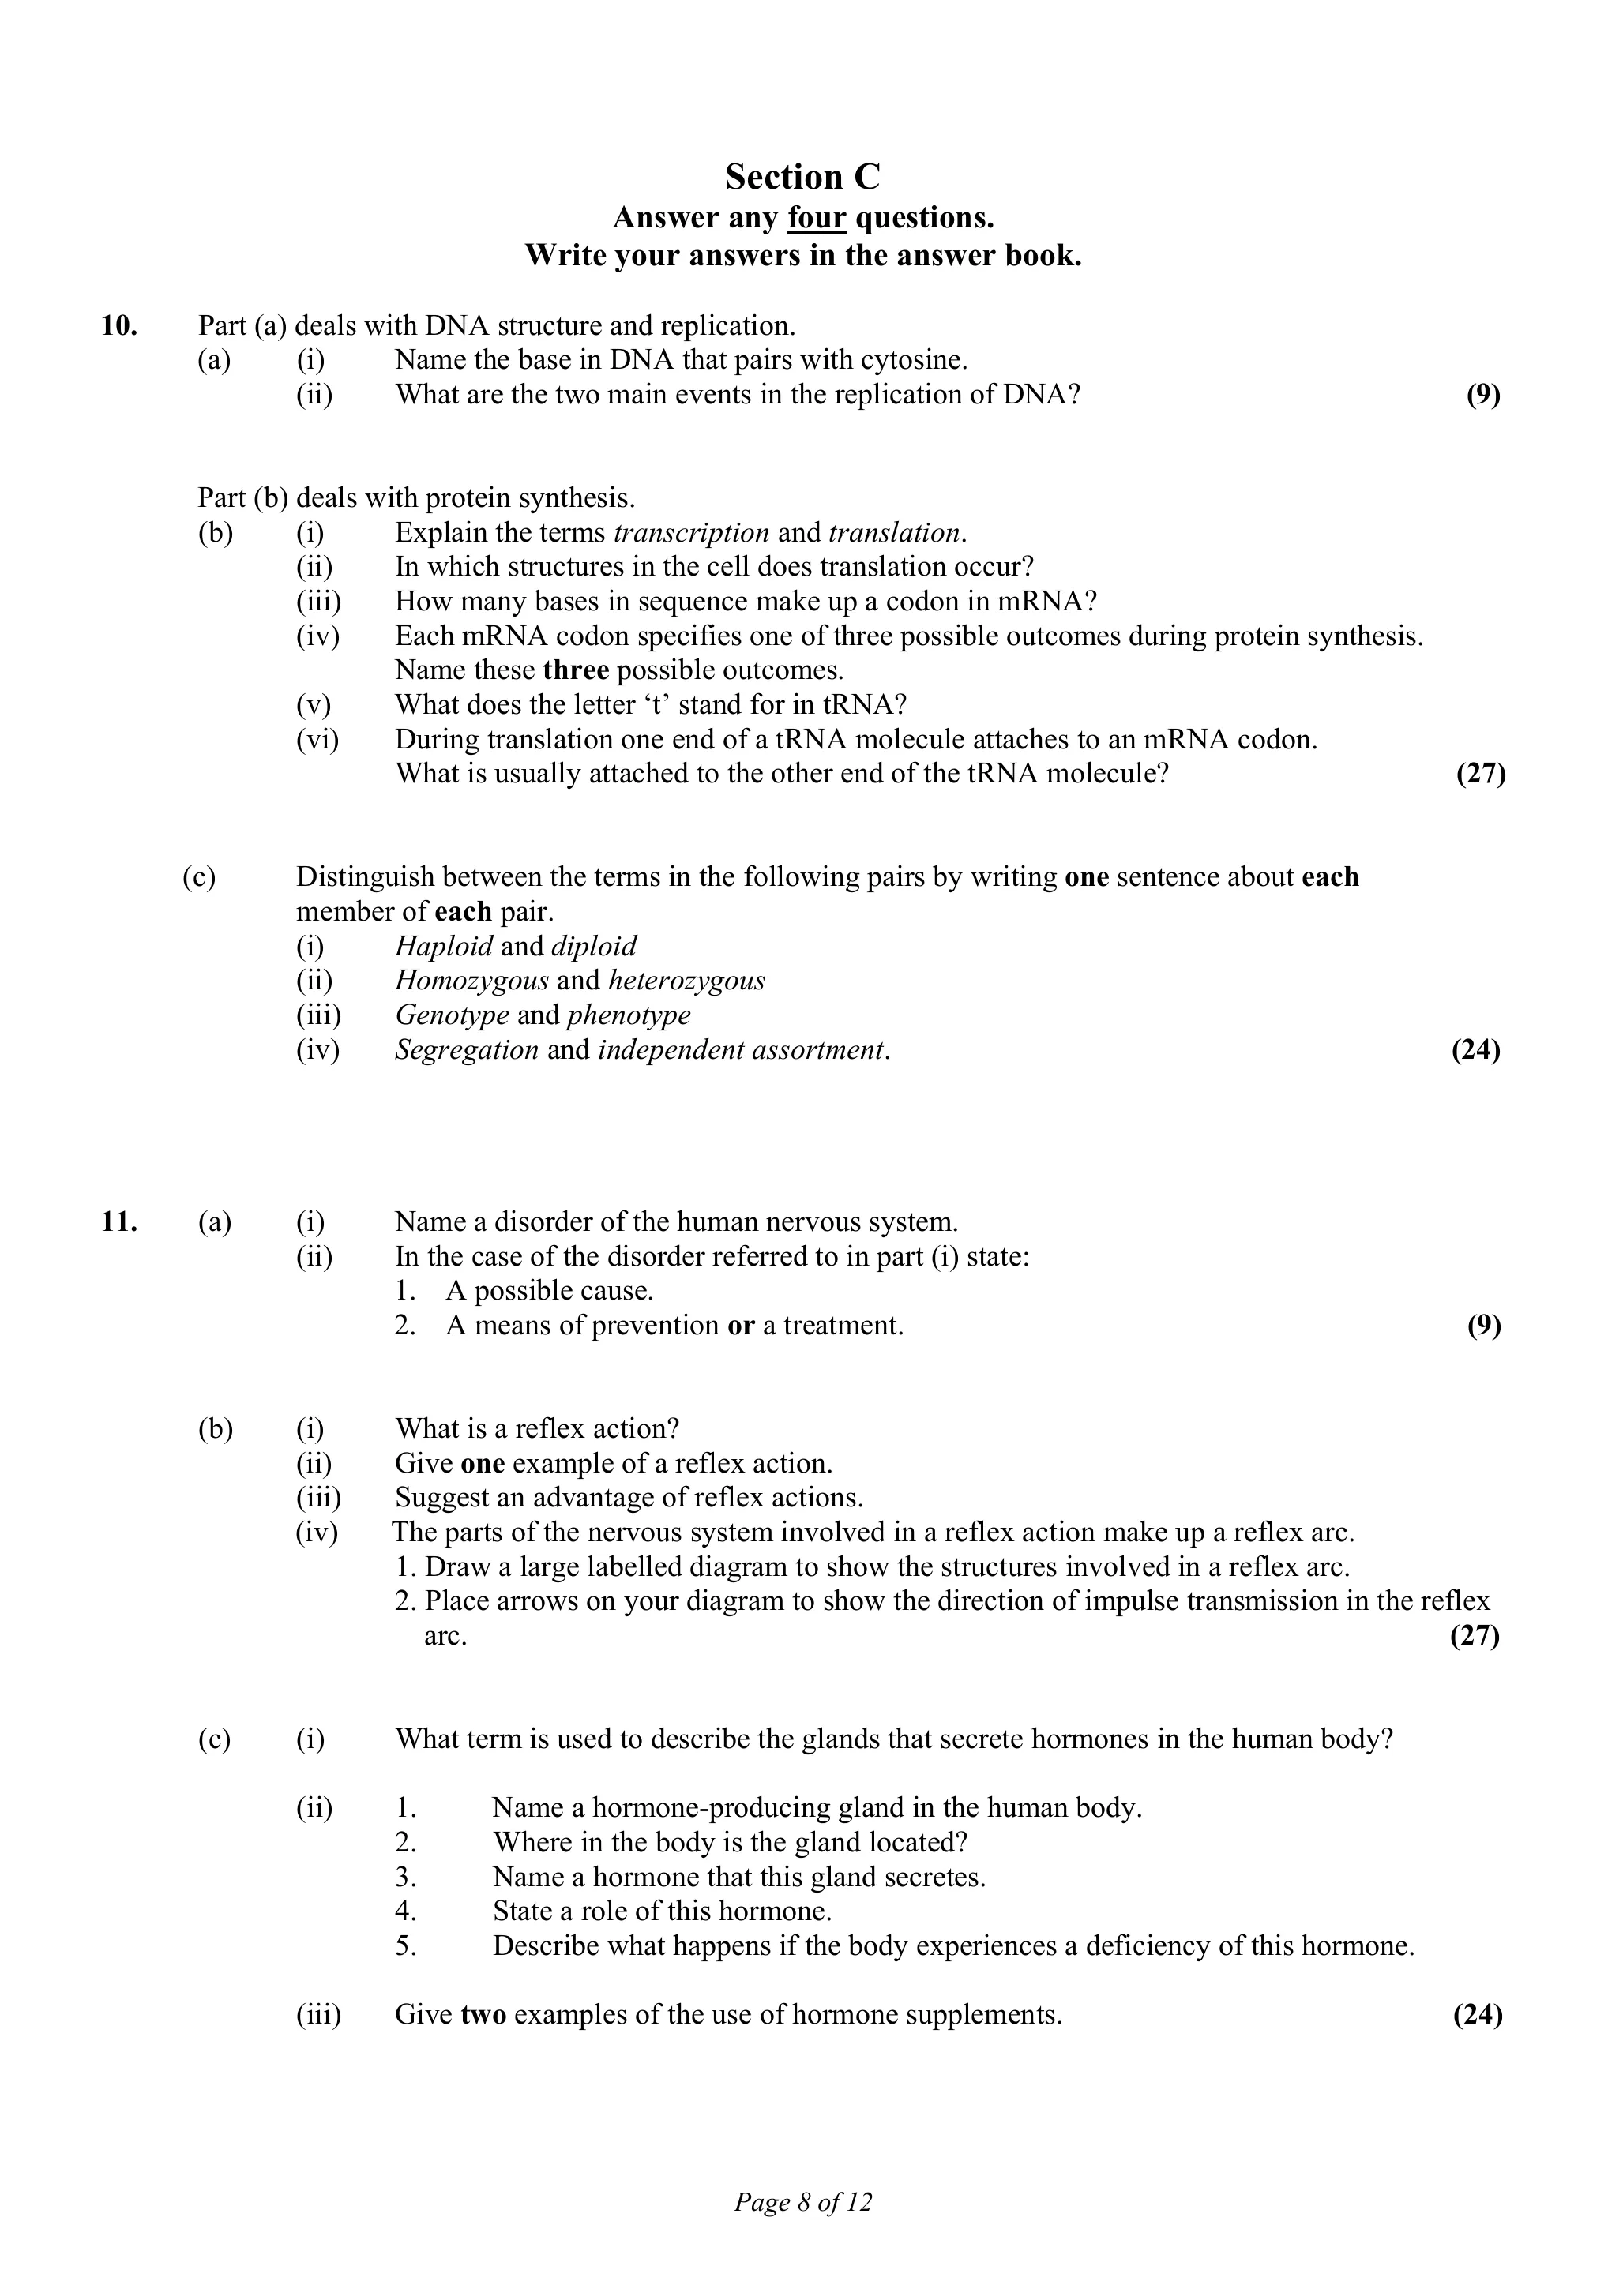 Section C
Answer any four questions.
Write your answers in the answer book.
10. Part (a) deals with DNA structure and replication.
(a) (i) Name the base in DNA that pairs with cytosine.
(ii) What are the two main events in the replication of DNA? (9)
Part (b) deals with protein synthesis.
(b) (i) Explain the terms transcription and translation.
(ii) In which structures in the cell does translation occur?
(iii) How many bases in sequence make up a codon in mRNA?
(iv) Each mRNA codon specifies one of three possible outcomes during protein synthesis.
Name these three possible outcomes.
(v) What does the letter ‘t’ stand for in tRNA?
(vi) During translation one end of a tRNA molecule attaches to an mRNA codon.
What is usually attached to the other end of the tRNA molecule? (27)
(c) Distinguish between the terms in the following pairs by writing one sentence about each
member of each pair.
(i) Haploid and diploid
(ii) Homozygous and heterozygous
(iii) Genotype and phenotype
(iv) Segregation and independent assortment. (24)
11. (a) (i) Name a disorder of the human nervous system.
(ii) In the case of the disorder referred to in part (i) state:
1. A possible cause.
2. A means of prevention or a treatment. (9)
(b) (i) What is a reflex action?
(ii) Give one example of a reflex action.
(iii) Suggest an advantage of reflex actions.
(iv) The parts of the nervous system involved in a reflex action make up a reflex arc.
1. Draw a large labelled diagram to show the structures involved in a reflex arc.
2. Place arrows on your diagram to show the direction of impulse transmission in the reflex
arc. (27)
(c) (i) What term is used to describe the glands that secrete hormones in the human body?
(ii) 1. Name a hormone-producing gland in the human body.
2. Where in the body is the gland located?
3. Name a hormone that this gland secretes.
4. State a role of this hormone.
5. Describe what happens if the body experiences a deficiency of this hormone.
(iii) Give two examples of the use of hormone supplements. (24)
Page 8 of 12